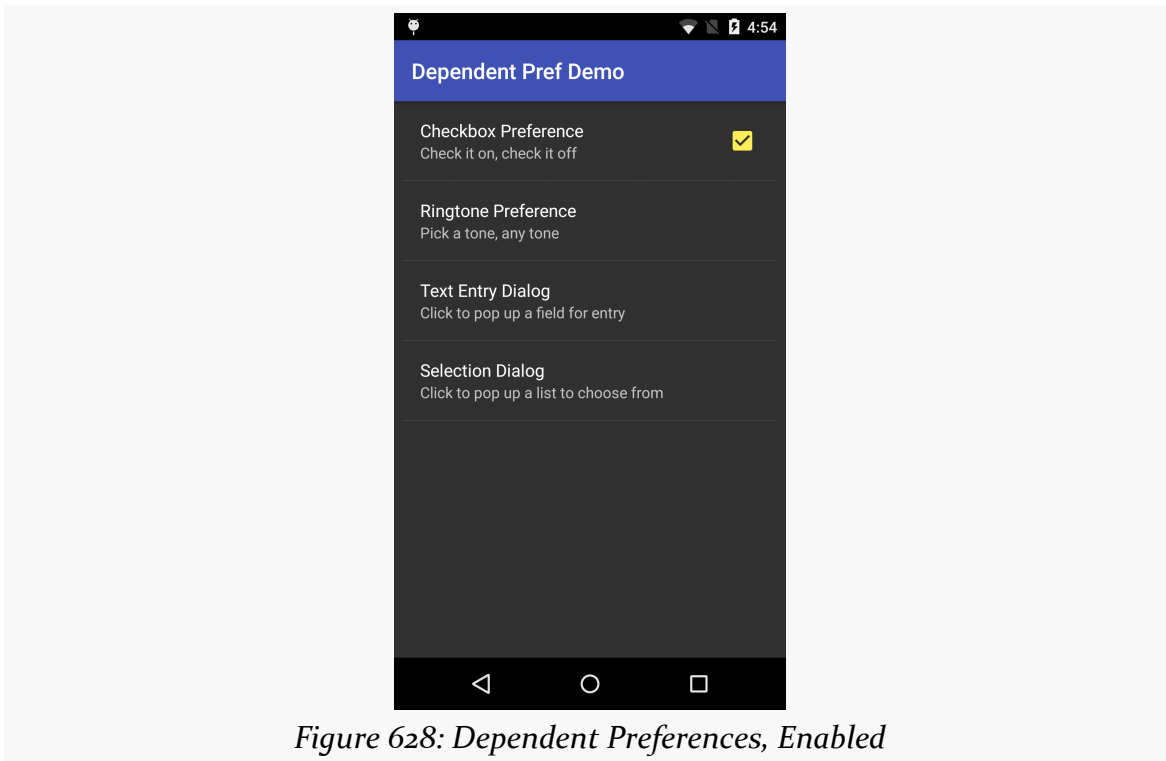 4:54
Dependent Pref Demo
Checkbox Preference
Check it on, check it off
Ringtone Preference
Pick a tone, any tone
Text Entry Dialog
Click to pop up a field for entry
Selection Dialog
Click to pop up a list to choose from
Figure 628: Dependent Preferences, Enabled